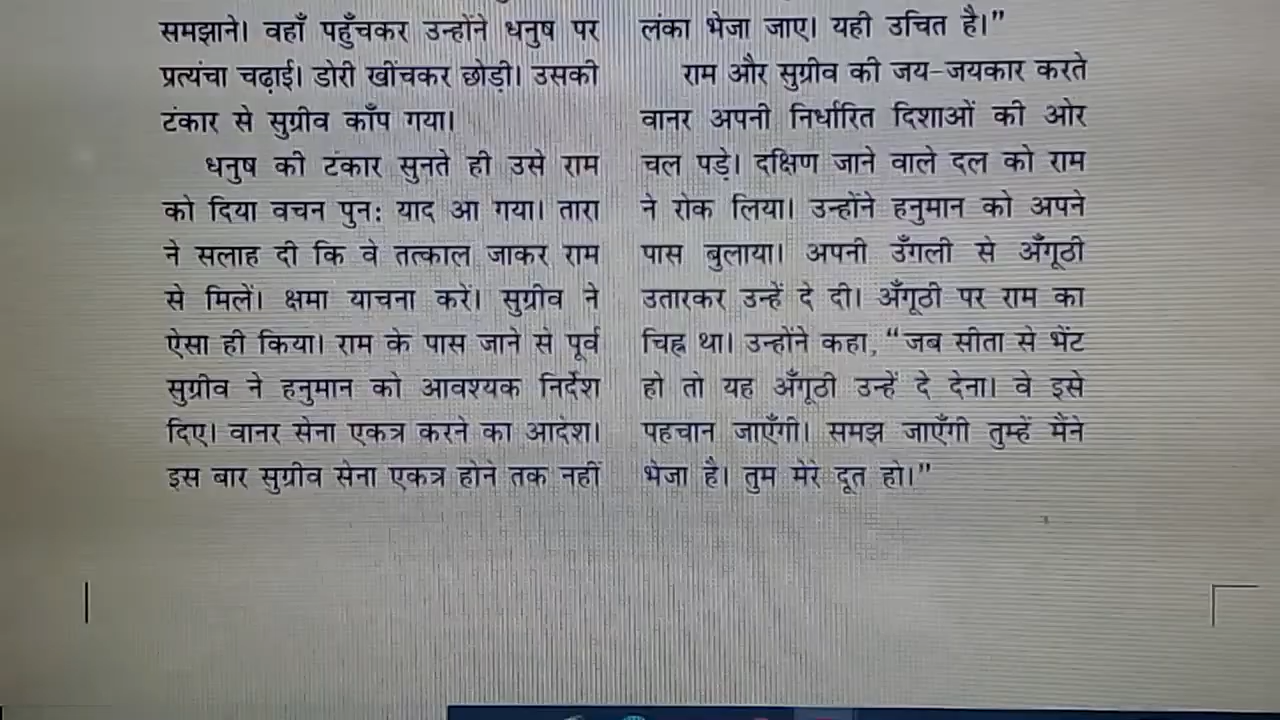 समझाने। वहाँ पहुँचकर उन्होंने धनुष पर
प्रत्यंचा चढ़ाई। डोरी खींचकर छोड़ी। उसकी
टंकार से सुग्रीव काँप गया।
धनुष की टंकार सुनते ही उसे राम
को दिया वचन पुनः याद आ गया। तारा
ने सलाह दी कि वे तत्काल जाकर राम
से मिलें। क्षमा याचना करें। सुग्रीव ने
ऐसा ही किया। राम के पास जाने से पूर्व
सुग्रीव ने हनुमान को आवश्यक निर्देश
दिए। वानर सेना एकत्र करने का आदेश।
इस बार सुग्रीव सेना एकत्र होने तक नहीं
लंका भेजा जाए। यही उचित है।”
राम और सुग्रीव की जय-जयकार करते
वानर अपनी निर्धारित दिशाओं की ओर
चल पड़े। दक्षिण जाने वाले दल को राम
ने रोक लिया। उन्होंने हनुमान को अपने
पास बुलाया। अपनी उँगली से अँगूठी
उतारकर उन्हें दे दी। अँगूठी पर राम का
चिह्न था। उन्होंने कहा, “जब सीता से भेंट
हो तो यह अँगूठी उन्हें दे देना। वे इसे
पहचान जाएँगी। समझ जाएँगी तुम्हें मैंने
भेजा है। तुम मेरे दूत हो।”